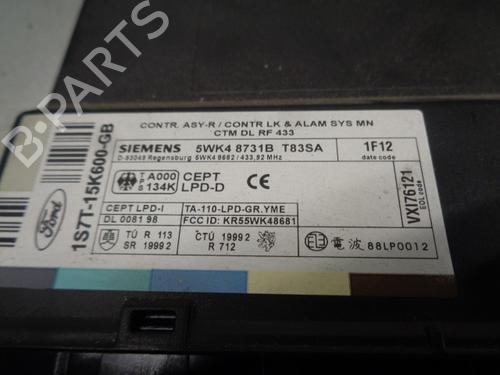 CONTR. ASY-R / CONTR LK & ALAM SYS MN
CTM DL RF 433
SIEMENS 5WK4 8731B T83SA
D-93049 Regensburg 5WK4 8682 / 433,92 MHz
1F12
A000
134K
CEPT
LPD-D
CE
CEPT LPD-I
DL 0081 98
TA-110-LPD-GR.YME
FCC ID: KR55WK48681
TÚ R 113
SR 1999 2
ČTÚ 1999 2
R 712
電波 88LP0012
VXI76121
EOL code
Ford
1S7T-15K600-GB
B-PARTS